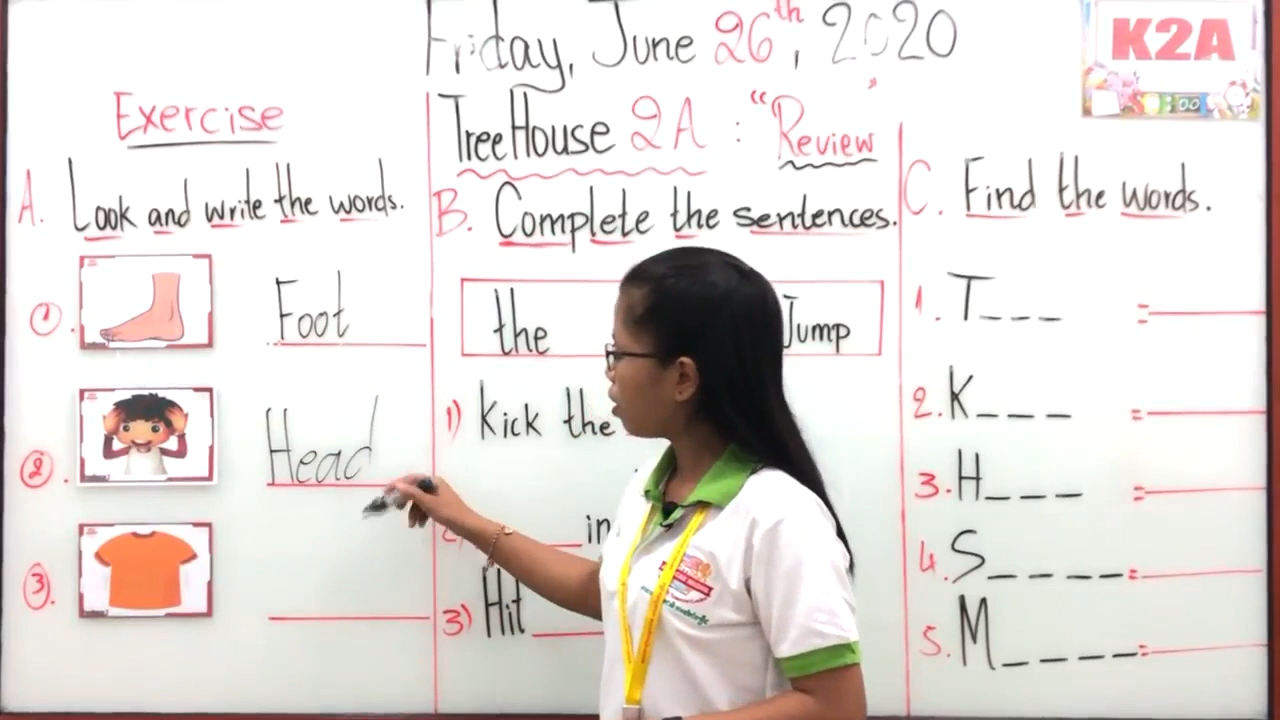 Friday, June 26th, 2020
K2A
TreeHouse 2A : "Review"
Exercise
A. Look and write the words.
1. Foot
2. Head
3.
B. Complete the sentences.
the Jump
1) Kick the
in
3) Hit
C. Find the words.
1. T_ _ _ =
2. K_ _ _ =
3. H_ _ _ =
4. S_ _ _ _ =
5. M_ _ _ _ =